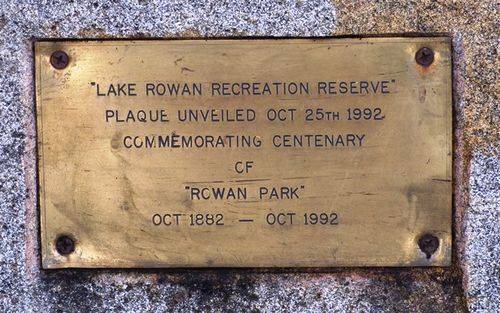 "LAKE ROWAN RECREATION RESERVE"
PLAQUE UNVEILED OCT 25TH 1992
COMMEMORATING CENTENARY
OF
"ROWAN PARK"
OCT 1882 — OCT 1992